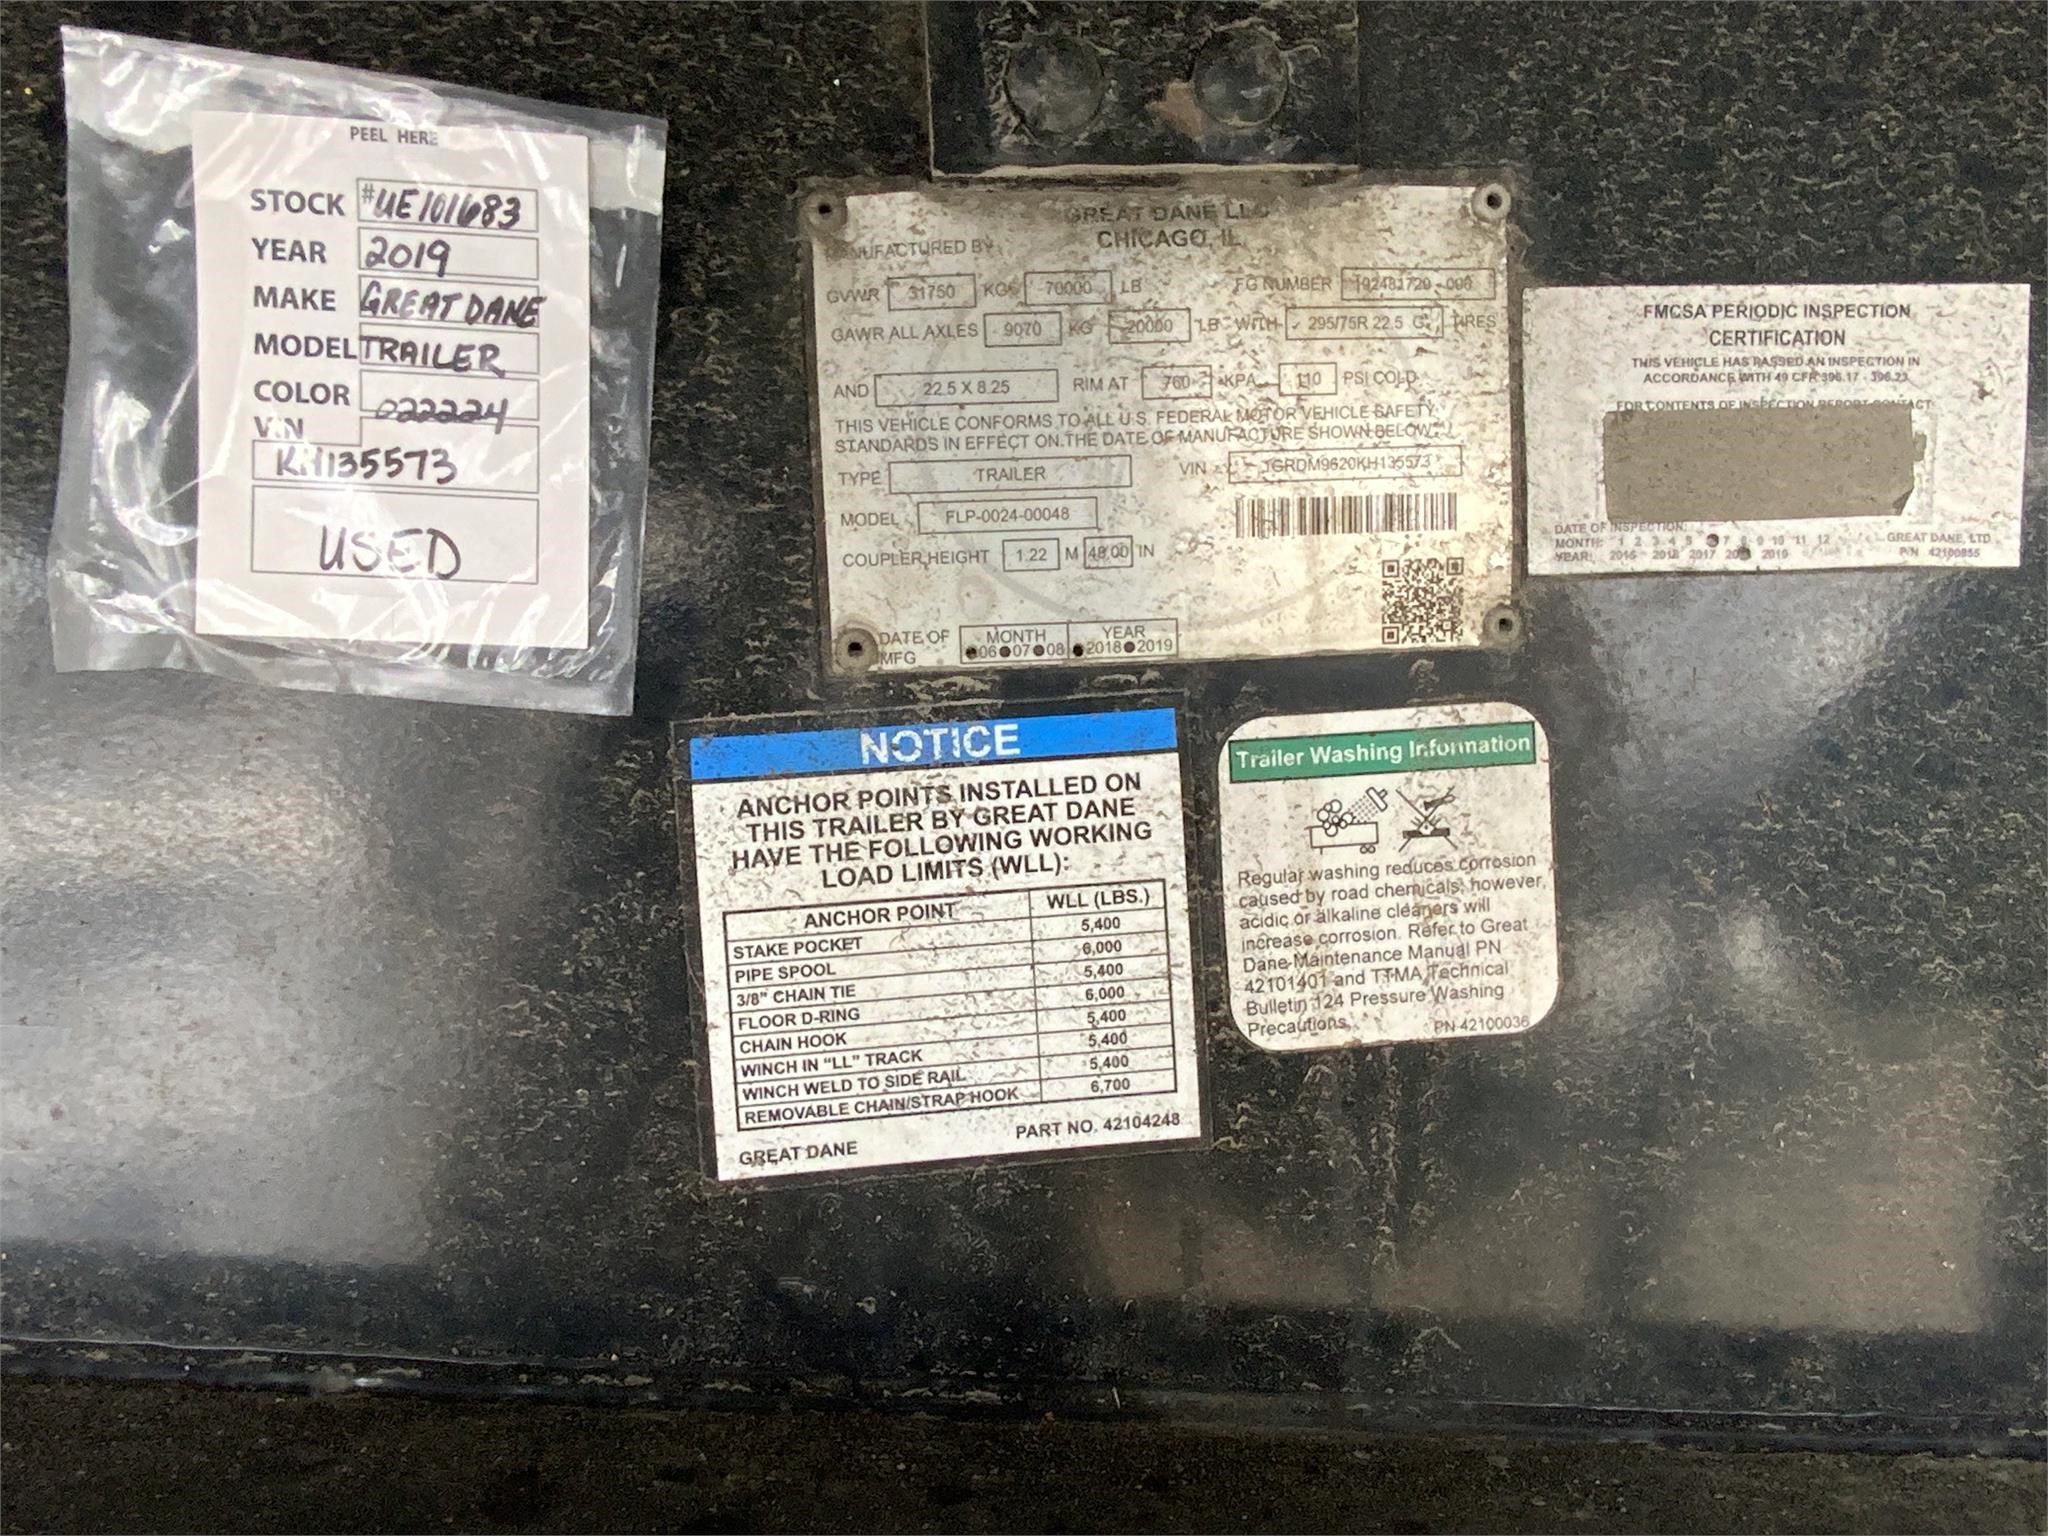 PEEL HERE
STOCK #UE101683
YEAR 2019
MAKE GREAT DANE
MODEL TRAILER
COLOR 022224
VIN
KH135573
USED
GREAT DANE LLC
MANUFACTURED BY CHICAGO, IL
GVWR 31750 KG 70000 LB FG NUMBER
GAWR ALL AXLES 9070 KG 20000 LB WITH 295/75R 22.5 G TIRES
AND 22.5 X 8.25 RIM AT 760 KPA 110 PSI COLD
THIS VEHICLE CONFORMS TO ALL U.S. FEDERAL MOTOR VEHICLE SAFETY
STANDARDS IN EFFECT ON THE DATE OF MANUFACTURE SHOWN BELOW
TYPE TRAILER VIN 1GRDM9620KH135573
MODEL FLP-0024-00048
COUPLER HEIGHT 1.22 M 48.00 IN
DATE OF MFG MONTH 06 07 08 YEAR 2018 2019
FMCSA PERIODIC INSPECTION
CERTIFICATION
THIS VEHICLE HAS PASSED AN INSPECTION IN
ACCORDANCE WITH 49 CFR 396.17 - 396.23
FOR CONTENTS OF INSPECTION REPORT CONTACT
DATE OF INSPECTION
MONTH: 1 2 3 4 5 7 8 9 10 11 12 GREAT DANE, LTD
YEAR: 2017 2019 P/N 42100855
NOTICE
ANCHOR POINTS INSTALLED ON
THIS TRAILER BY GREAT DANE
HAVE THE FOLLOWING WORKING
LOAD LIMITS (WLL):
ANCHOR POINT WLL (LBS.)
STAKE POCKET 5,400
PIPE SPOOL 6,000
3/8" CHAIN TIE 5,400
FLOOR D-RING 6,000
CHAIN HOOK 5,400
WINCH IN "LL" TRACK 5,400
WINCH WELD TO SIDE RAIL 5,400
REMOVABLE CHAIN/STRAP HOOK 6,700
GREAT DANE PART NO. 42104248
Trailer Washing Information
Regular washing reduces corrosion
caused by road chemicals; however,
acidic or alkaline cleaners will
increase corrosion. Refer to Great
Dane Maintenance Manual PN
42101401 and TTMA Technical
Bulletin 124 Pressure Washing
Precautions. PN 42100036